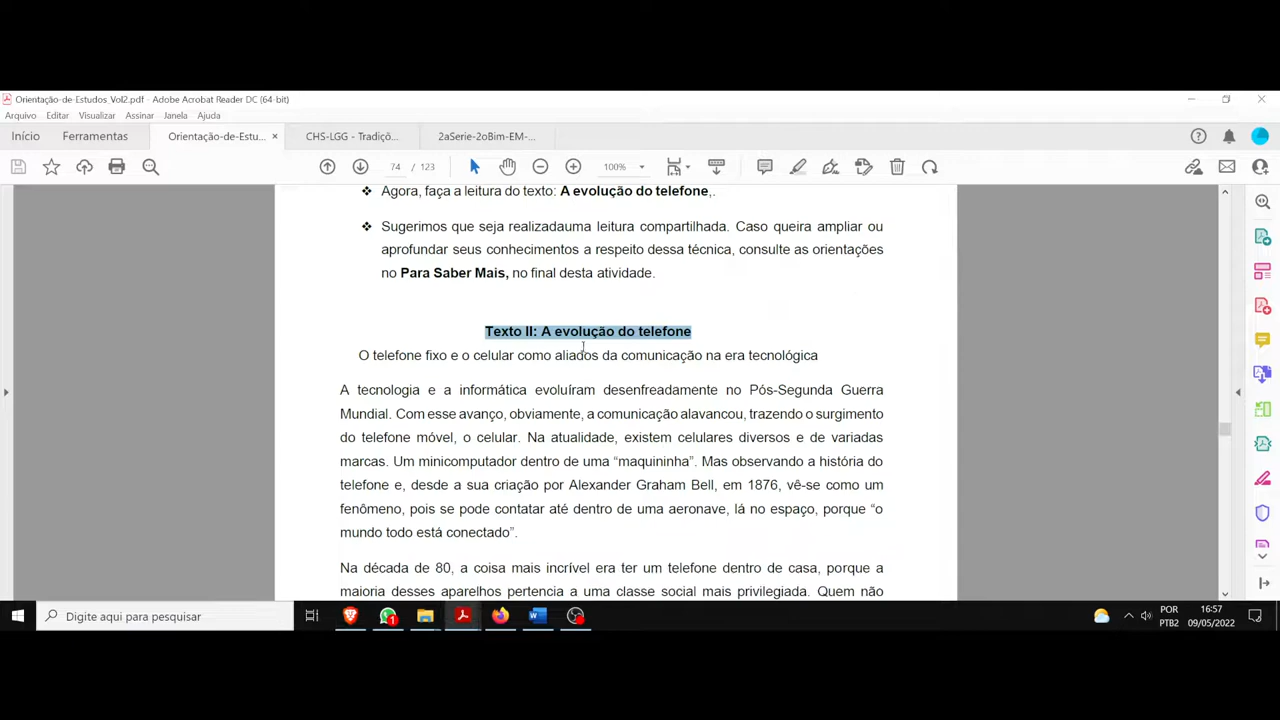 Orientação-de-Estudos_Vol2.pdf - Adobe Acrobat Reader DC (64-bit)
Arquivo Editar Visualizar Assinar Janela Ajuda
Início Ferramentas Orientação-de-Estu... × CHS-LGG - Tradiçõ... 2aSerie-2oBim-EM-...
74 / 123 100%
❖ Agora, faça a leitura do texto: A evolução do telefone,.
❖ Sugerimos que seja realizadauma leitura compartilhada. Caso queira ampliar ou
aprofundar seus conhecimentos a respeito dessa técnica, consulte as orientações
no Para Saber Mais, no final desta atividade.
Texto II: A evolução do telefone
O telefone fixo e o celular como aliados da comunicação na era tecnológica
A tecnologia e a informática evoluíram desenfreadamente no Pós-Segunda Guerra
Mundial. Com esse avanço, obviamente, a comunicação alavancou, trazendo o surgimento
do telefone móvel, o celular. Na atualidade, existem celulares diversos e de variadas
marcas. Um minicomputador dentro de uma “maquininha”. Mas observando a história do
telefone e, desde a sua criação por Alexander Graham Bell, em 1876, vê-se como um
fenômeno, pois se pode contatar até dentro de uma aeronave, lá no espaço, porque “o
mundo todo está conectado”.
Na década de 80, a coisa mais incrível era ter um telefone dentro de casa, porque a
maioria desses aparelhos pertencia a uma classe social mais privilegiada. Quem não
Digite aqui para pesquisar
1
POR
PTB2
16:57
09/05/2022